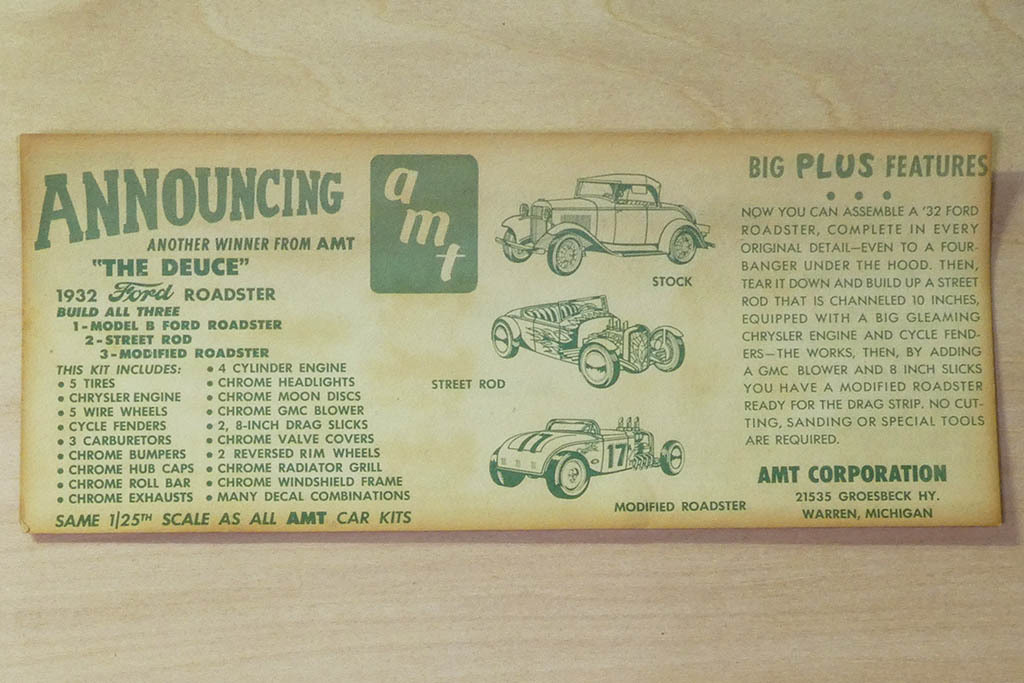 ANNOUNCING
ANOTHER WINNER FROM AMT
"THE DEUCE"
1932 Ford ROADSTER
BUILD ALL THREE
1-MODEL B FORD ROADSTER
2-STREET ROD
3-MODIFIED ROADSTER
THIS KIT INCLUDES:
• 5 TIRES
• CHRYSLER ENGINE
• 5 WIRE WHEELS
• CYCLE FENDERS
• 3 CARBURETORS
• CHROME BUMPERS
• CHROME HUB CAPS
• CHROME ROLL BAR
• CHROME EXHAUSTS
• 4 CYLINDER ENGINE
• CHROME HEADLIGHTS
• CHROME MOON DISCS
• CHROME GMC BLOWER
• 2, 8-INCH DRAG SLICKS
• CHROME VALVE COVERS
• 2 REVERSED RIM WHEELS
• CHROME RADIATOR GRILL
• CHROME WINDSHIELD FRAME
• MANY DECAL COMBINATIONS
SAME 1/25TH SCALE AS ALL AMT CAR KITS
amt
STOCK
STREET ROD
17
17
MODIFIED ROADSTER
BIG PLUS FEATURES
• • •
NOW YOU CAN ASSEMBLE A '32 FORD
ROADSTER, COMPLETE IN EVERY
ORIGINAL DETAIL—EVEN TO A FOUR-
BANGER UNDER THE HOOD. THEN,
TEAR IT DOWN AND BUILD UP A STREET
ROD THAT IS CHANNELED 10 INCHES,
EQUIPPED WITH A BIG GLEAMING
CHRYSLER ENGINE AND CYCLE FEND-
ERS—THE WORKS, THEN, BY ADDING
A GMC BLOWER AND 8 INCH SLICKS
YOU HAVE A MODIFIED ROADSTER
READY FOR THE DRAG STRIP. NO CUT-
TING, SANDING OR SPECIAL TOOLS
ARE REQUIRED.
AMT CORPORATION
21535 GROESBECK HY.
WARREN, MICHIGAN